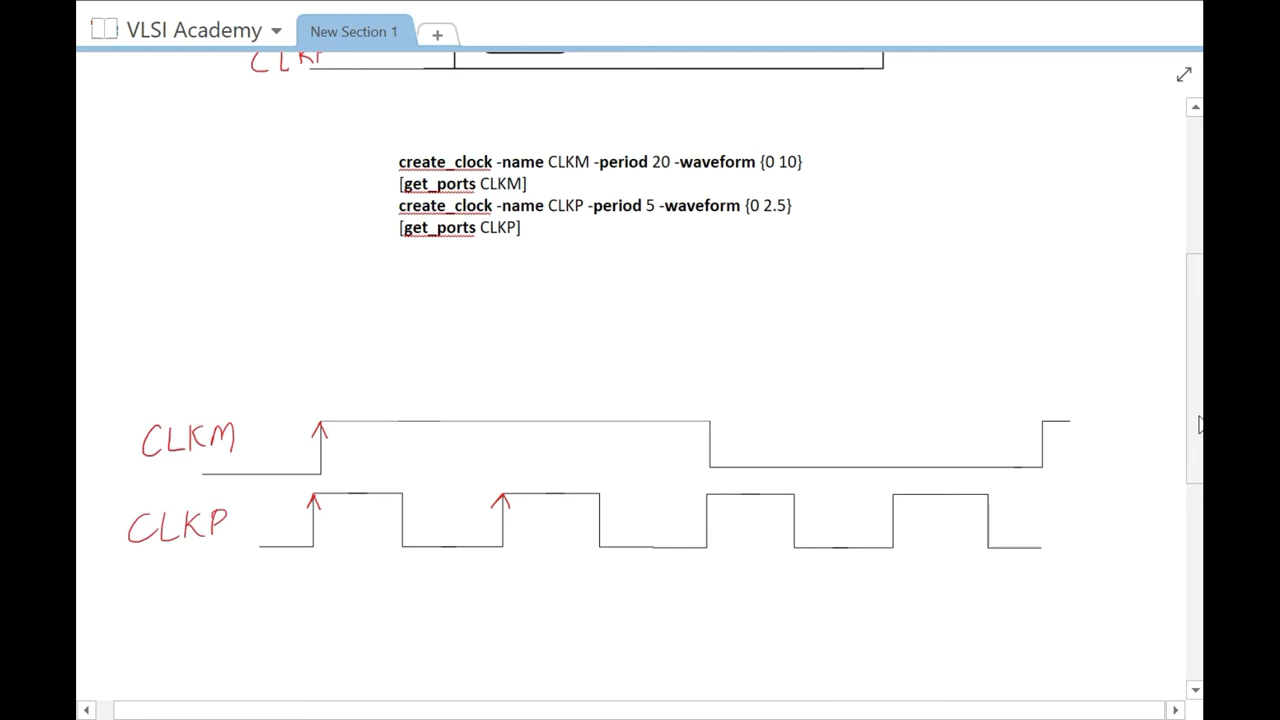 VLSI Academy
New Section 1
+
CLKP
create_clock -name CLKM -period 20 -waveform {0 10}
[get_ports CLKM]
create_clock -name CLKP -period 5 -waveform {0 2.5}
[get_ports CLKP]
CLKM
CLKP